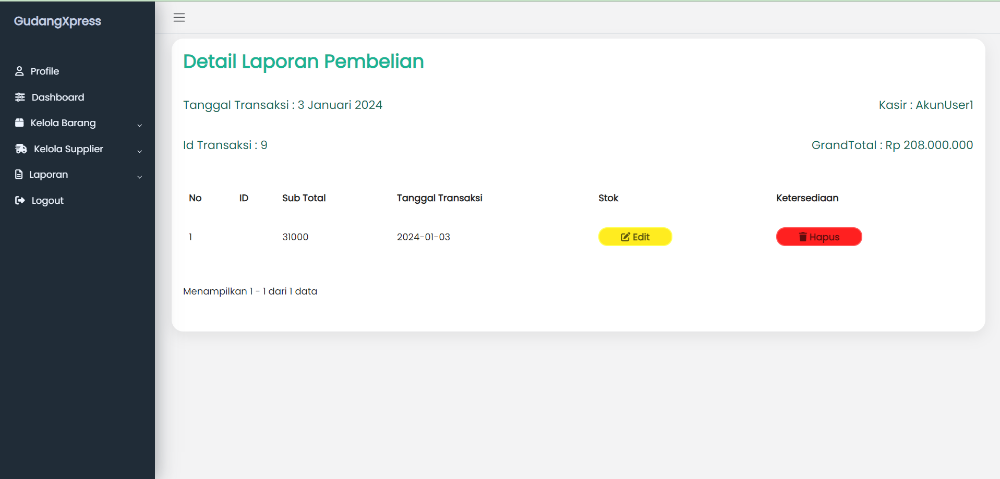 GudangXpress
Profile
Dashboard
Kelola Barang
Kelola Supplier
Laporan
Logout
Detail Laporan Pembelian
Tanggal Transaksi : 3 Januari 2024
Kasir : AkunUser1
Id Transaksi : 9
GrandTotal : Rp 208.000.000
No ID Sub Total Tanggal Transaksi Stok Ketersediaan
1 31000 2024-01-03 Edit Hapus
Menampilkan 1 - 1 dari 1 data